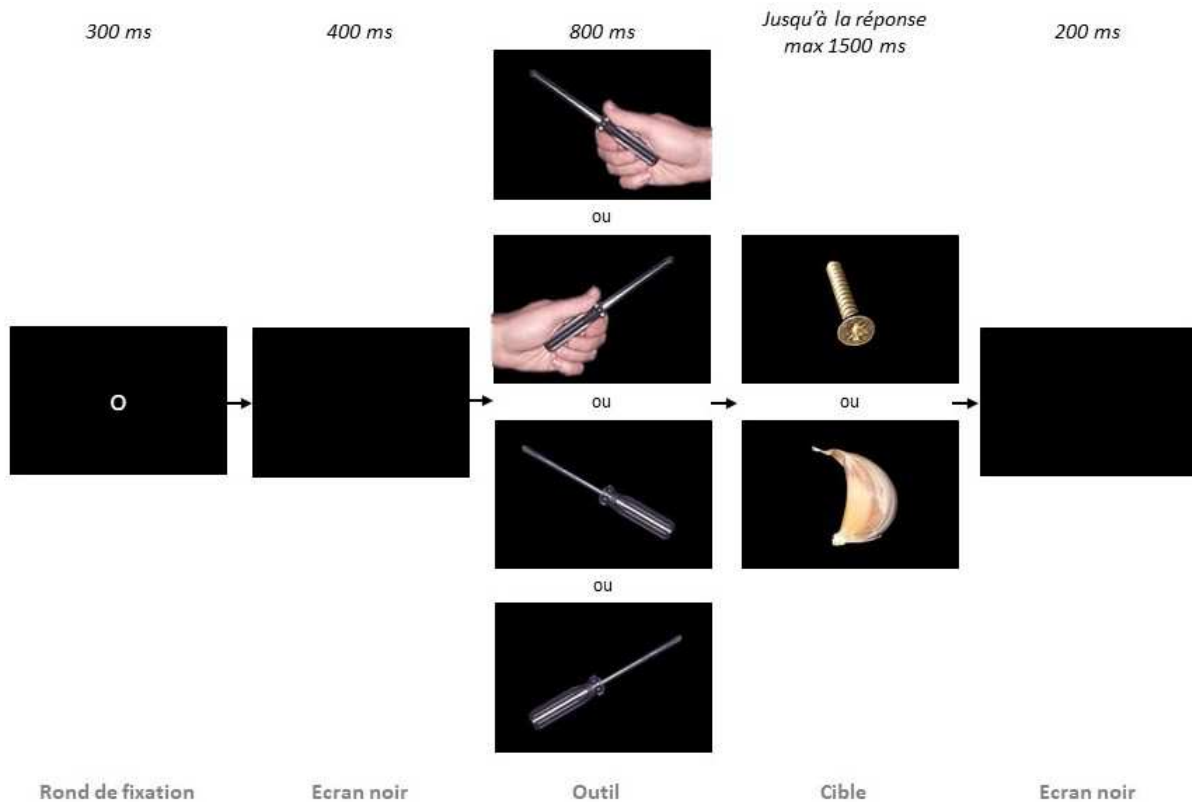 300 ms
400 ms
800 ms
Jusqu'à la réponse
max 1500 ms
200 ms
ou
ou
ou
ou
Rond de fixation
Ecran noir
Outil
Cible
Ecran noir